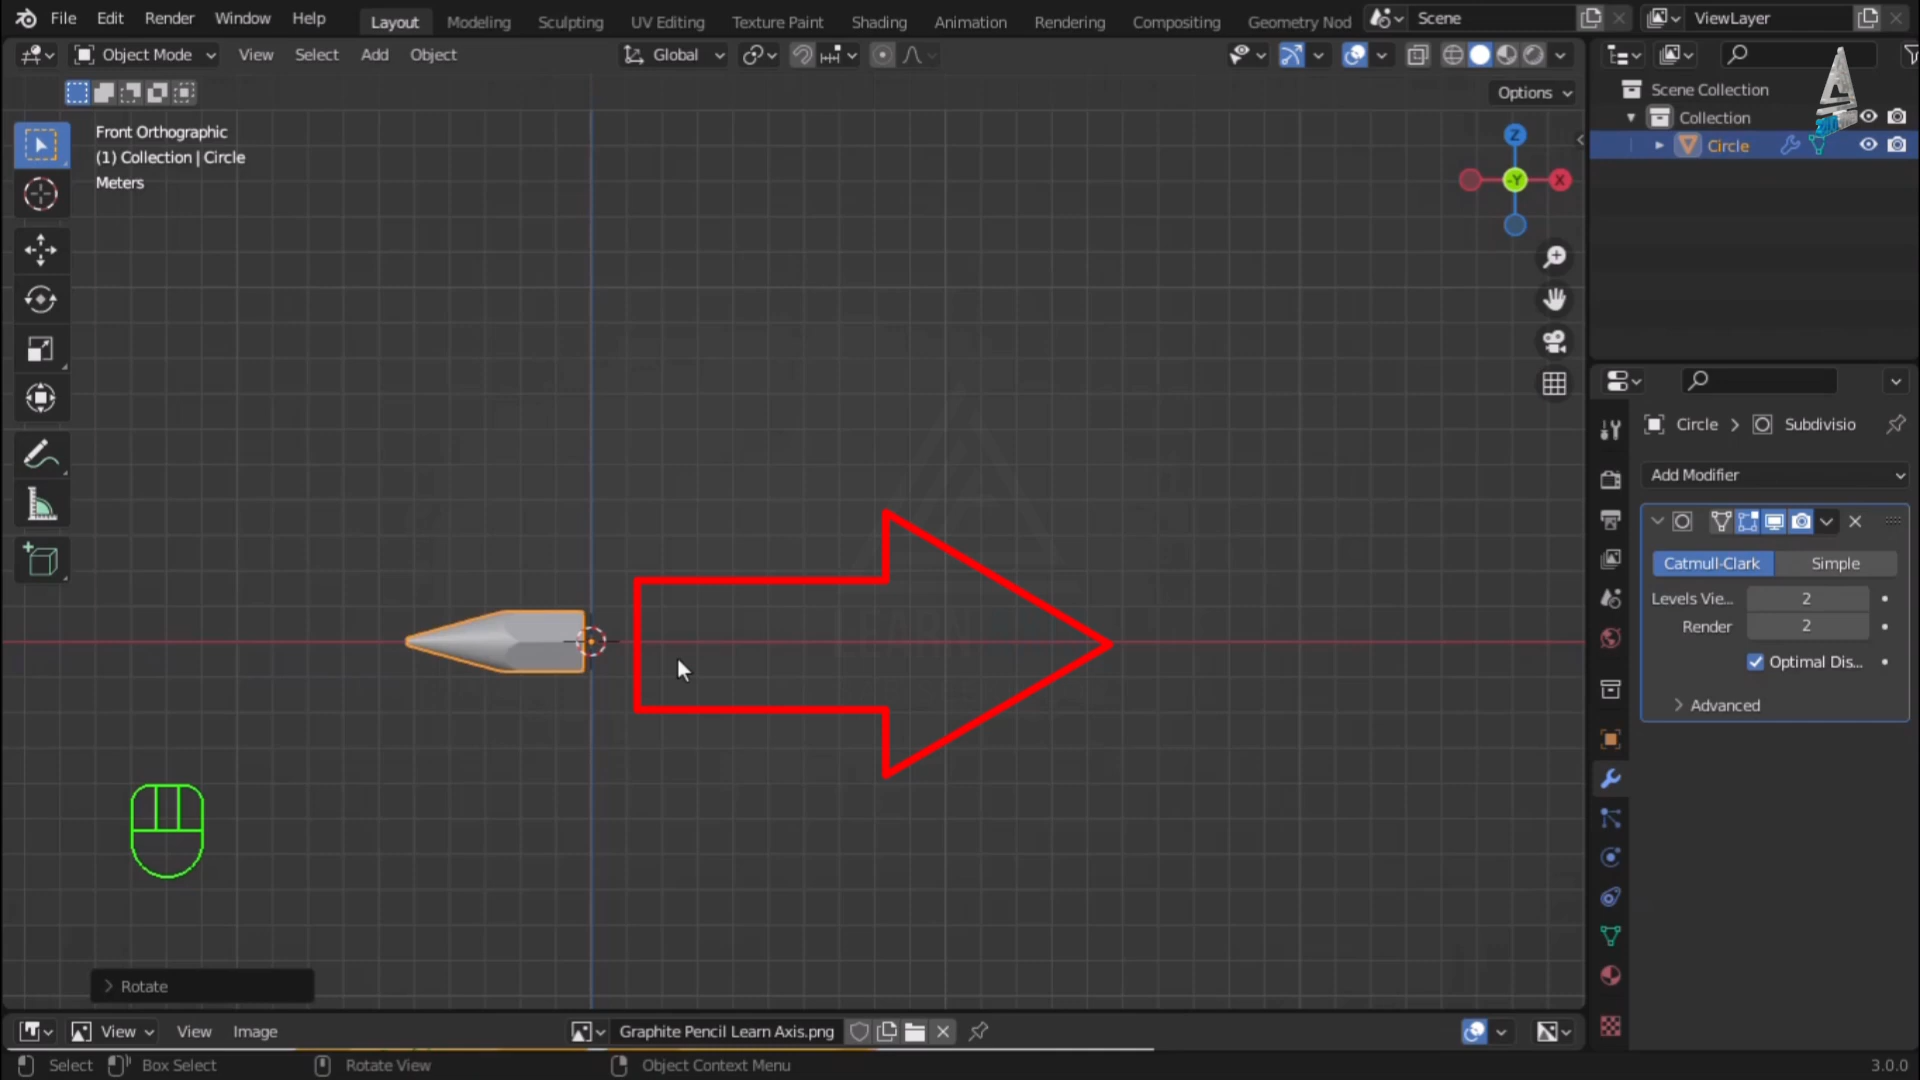 File Edit Render Window Help Layout Modeling Sculpting UV Editing Texture Paint Shading Animation Rendering Compositing Geometry Nod Scene ViewLayer
Object Mode View Select Add Object Global
Options
Front Orthographic
(1) Collection | Circle
Meters
Z
-Y
X
Scene Collection
Collection
Circle
Circle > Subdivisio
Add Modifier
Catmull-Clark Simple
Levels Vie... 2
Render 2
Optimal Dis...
> Advanced
LEARN
> Rotate
View View Image Graphite Pencil Learn Axis.png
Select Box Select Rotate View Object Context Menu 3.0.0